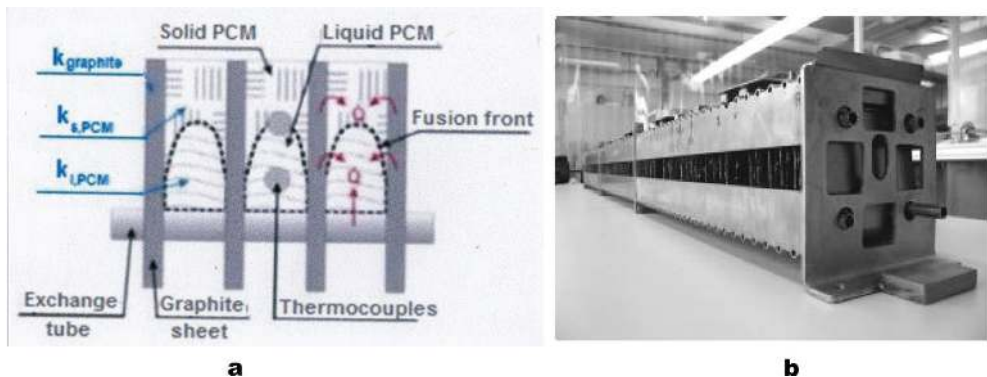 Solid PCM
Liquid PCM
kgraphite
Fusion front
ks,PCM
kl,PCM
Q
Q
Exchange
tube
Graphite
sheet
Thermocouples
a
b